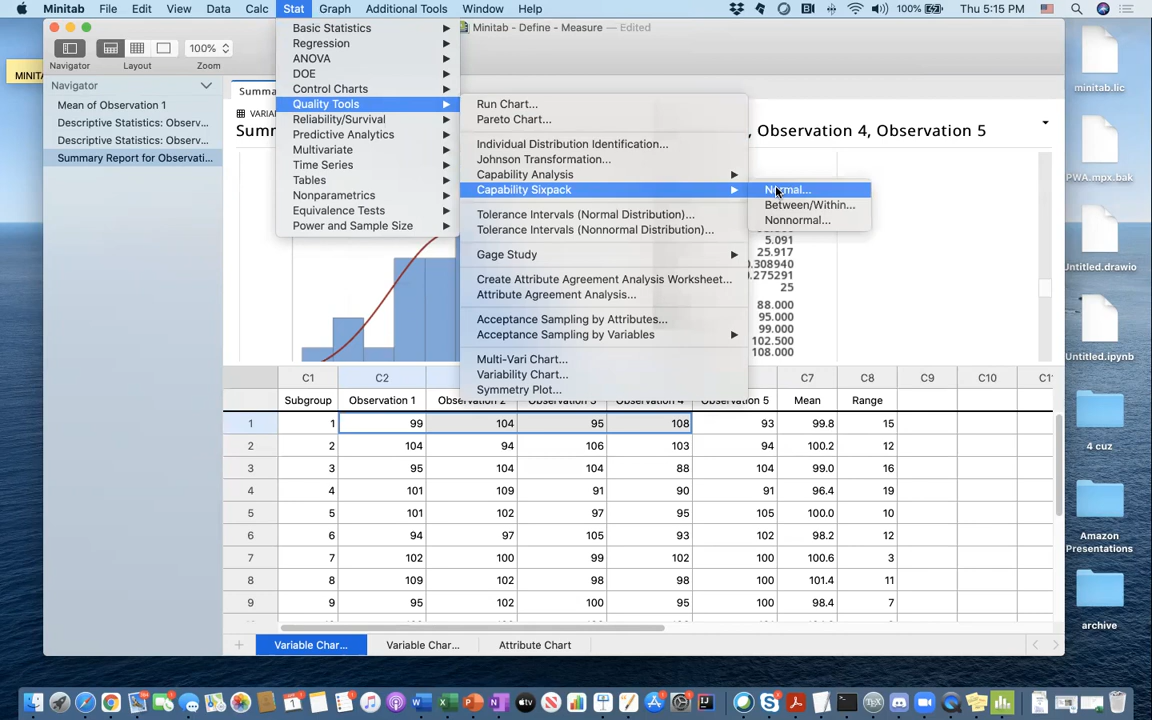 Minitab File Edit View Data Calc Stat Graph Additional Tools Window Help 100% Thu 5:15 PM
Minitab - Define - Measure — Edited
100%
Navigator Layout Zoom
MINITA
Navigator
Mean of Observation 1
Descriptive Statistics: Observ...
Descriptive Statistics: Observ...
Summary Report for Observati...
Basic Statistics
Regression
ANOVA
DOE
Control Charts
Quality Tools
Reliability/Survival
Predictive Analytics
Multivariate
Time Series
Tables
Nonparametrics
Equivalence Tests
Power and Sample Size
Run Chart...
Pareto Chart...
Individual Distribution Identification...
Johnson Transformation...
Capability Analysis
Capability Sixpack
Tolerance Intervals (Normal Distribution)...
Tolerance Intervals (Nonnormal Distribution)...
Gage Study
Create Attribute Agreement Analysis Worksheet...
Attribute Agreement Analysis...
Acceptance Sampling by Attributes...
Acceptance Sampling by Variables
Multi-Vari Chart...
Variability Chart...
Symmetry Plot...
Normal...
Between/Within...
Nonnormal...
Summa
VARIA
Summ , Observation 4, Observation 5
5.091
25.917
0.308940
0.275291
25
88.000
95.000
99.000
102.500
108.000
C1 C2 C7 C8 C9 C10 C1
Subgroup Observation 1 Observation 2 Observation 3 Observation 4 Observation 5 Mean Range
1 1 99 104 95 108 93 99.8 15
2 2 104 94 106 103 94 100.2 12
3 3 95 104 104 88 104 99.0 16
4 4 101 109 91 90 91 96.4 19
5 5 101 102 97 95 105 100.0 10
6 6 94 97 105 93 102 98.2 12
7 7 102 100 99 102 100 100.6 3
8 8 109 102 98 98 100 101.4 11
9 9 95 102 100 95 100 98.4 7
Variable Char... Variable Char... Attribute Chart
minitab.lic
PWA.mpx.bak
Untitled.drawio
Untitled.ipynb
4 cuz
Amazon
Presentations
archive